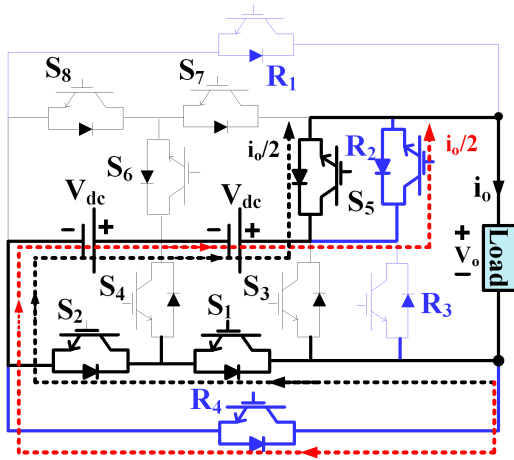 R1
S8
S7
S6
Vdc
Vdc
io/2
R2
io/2
S5
io
+
Vo
−
Load
− +
− +
S4
S3
R3
S2
S1
R4